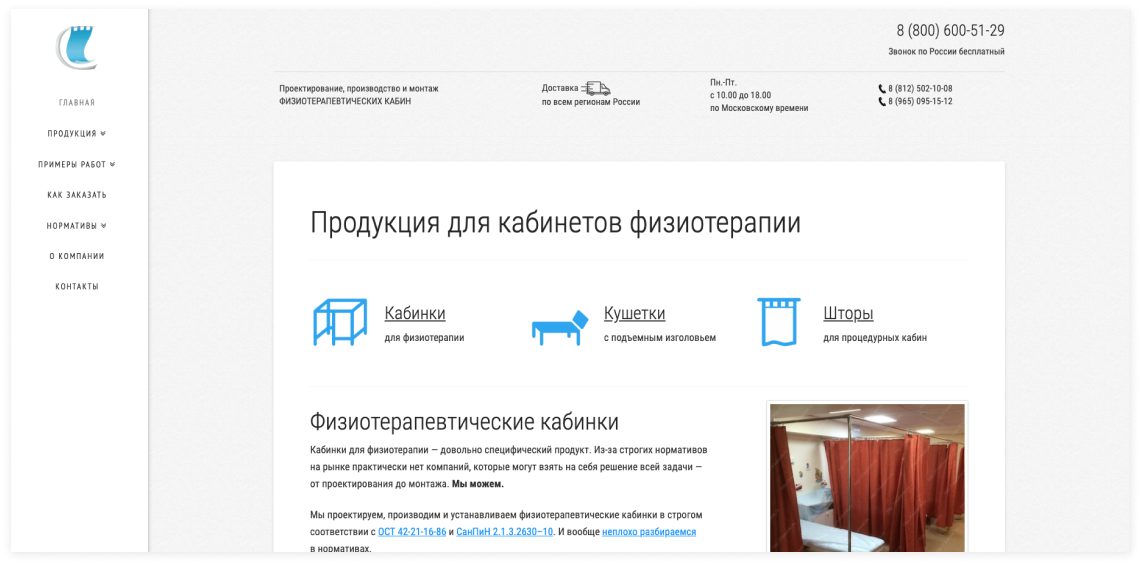 ГЛАВНАЯ
ПРОДУКЦИЯ
ПРИМЕРЫ РАБОТ
КАК ЗАКАЗАТЬ
НОРМАТИВЫ
О КОМПАНИИ
КОНТАКТЫ
8 (800) 600-51-29
Звонок по России бесплатный
Проектирование, производство и монтаж
ФИЗИОТЕРАПЕВТИЧЕСКИХ КАБИН
Доставка
по всем регионам России
Пн.-Пт.
с 10.00 до 18.00
по Московскому времени
8 (812) 502-10-08
8 (965) 095-15-12
Продукция для кабинетов физиотерапии
Кабинки
для физиотерапии
Кушетки
с подъемным изголовьем
Шторы
для процедурных кабин
Физиотерапевтические кабинки
Кабинки для физиотерапии — довольно специфический продукт. Из-за строгих нормативов
на рынке практически нет компаний, которые могут взять на себя решение всей задачи —
от проектирования до монтажа. Мы можем.
Мы проектируем, производим и устанавливаем физиотерапевтические кабинки в строгом
соответствии с ОСТ 42-21-16-86 и СанПиН 2.1.3.2630–10. И вообще неплохо разбираемся
в нормативах.